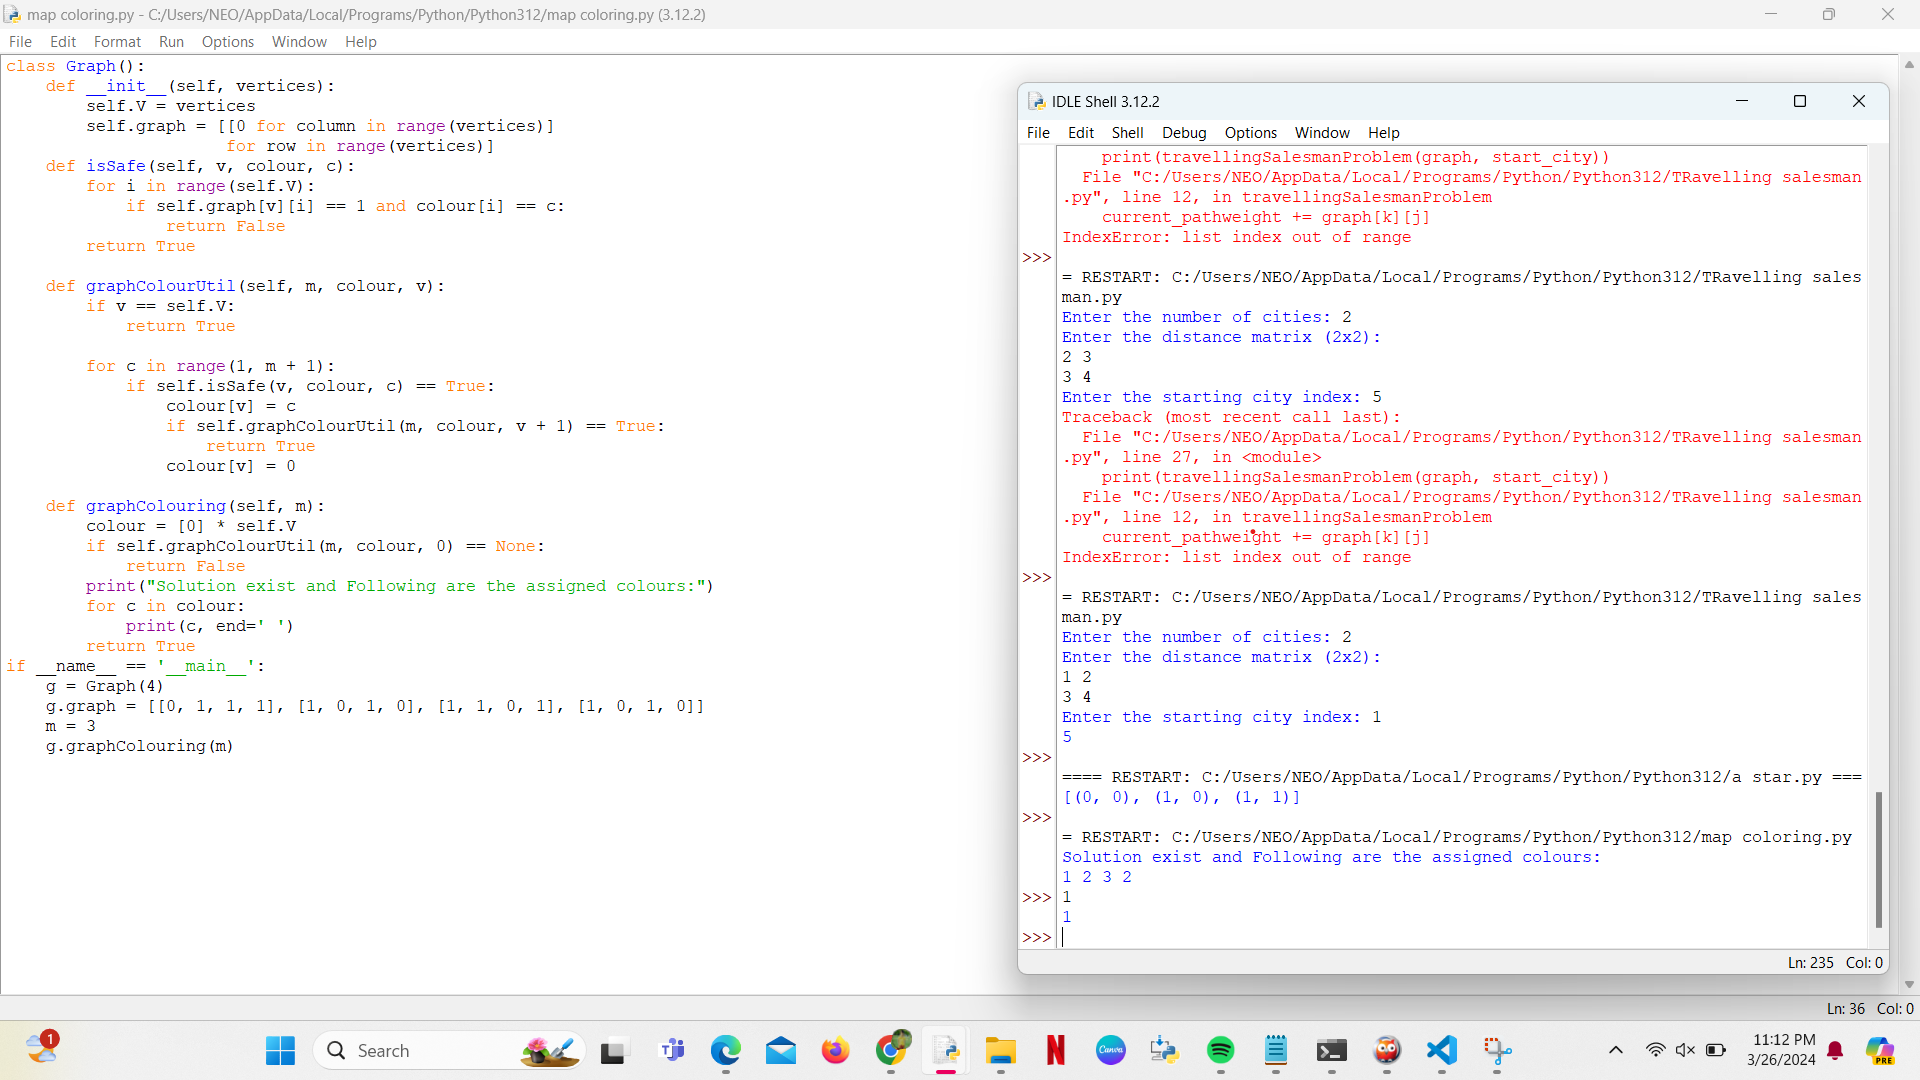 map coloring.py - C:/Users/NEO/AppData/Local/Programs/Python/Python312/map coloring.py (3.12.2)
File Edit Format Run Options Window Help
class Graph():
    def __init__(self, vertices):
        self.V = vertices
        self.graph = [[0 for column in range(vertices)]
                      for row in range(vertices)]
    def isSafe(self, v, colour, c):
        for i in range(self.V):
            if self.graph[v][i] == 1 and colour[i] == c:
                return False
        return True
    def graphColourUtil(self, m, colour, v):
        if v == self.V:
            return True
        for c in range(1, m + 1):
            if self.isSafe(v, colour, c) == True:
                colour[v] = c
                if self.graphColourUtil(m, colour, v + 1) == True:
                    return True
                colour[v] = 0
    def graphColouring(self, m):
        colour = [0] * self.V
        if self.graphColourUtil(m, colour, 0) == None:
            return False
        print("Solution exist and Following are the assigned colours:")
        for c in colour:
            print(c, end=' ')
        return True
if __name__ == '__main__':
    g = Graph(4)
    g.graph = [[0, 1, 1, 1], [1, 0, 1, 0], [1, 1, 0, 1], [1, 0, 1, 0]]
    m = 3
    g.graphColouring(m)
IDLE Shell 3.12.2
File Edit Shell Debug Options Window Help
    print(travellingSalesmanProblem(graph, start_city))
  File "C:/Users/NEO/AppData/Local/Programs/Python/Python312/TRavelling salesman
.py", line 12, in travellingSalesmanProblem
    current_pathweight += graph[k][j]
IndexError: list index out of range
>>>
= RESTART: C:/Users/NEO/AppData/Local/Programs/Python/Python312/TRavelling sales
man.py
Enter the number of cities: 2
Enter the distance matrix (2x2):
2 3
3 4
Enter the starting city index: 5
Traceback (most recent call last):
  File "C:/Users/NEO/AppData/Local/Programs/Python/Python312/TRavelling salesman
.py", line 27, in <module>
    print(travellingSalesmanProblem(graph, start_city))
  File "C:/Users/NEO/AppData/Local/Programs/Python/Python312/TRavelling salesman
.py", line 12, in travellingSalesmanProblem
    current_pathweight += graph[k][j]
IndexError: list index out of range
>>>
= RESTART: C:/Users/NEO/AppData/Local/Programs/Python/Python312/TRavelling sales
man.py
Enter the number of cities: 2
Enter the distance matrix (2x2):
1 2
3 4
Enter the starting city index: 1
5
>>>
==== RESTART: C:/Users/NEO/AppData/Local/Programs/Python/Python312/a star.py ===
[(0, 0), (1, 0), (1, 1)]
>>>
= RESTART: C:/Users/NEO/AppData/Local/Programs/Python/Python312/map coloring.py
Solution exist and Following are the assigned colours:
1 2 3 2
>>> 1
1
>>>
Ln: 235 Col: 0
Ln: 36 Col: 0
1
Search
Canva
11:12 PM
3/26/2024
PRE